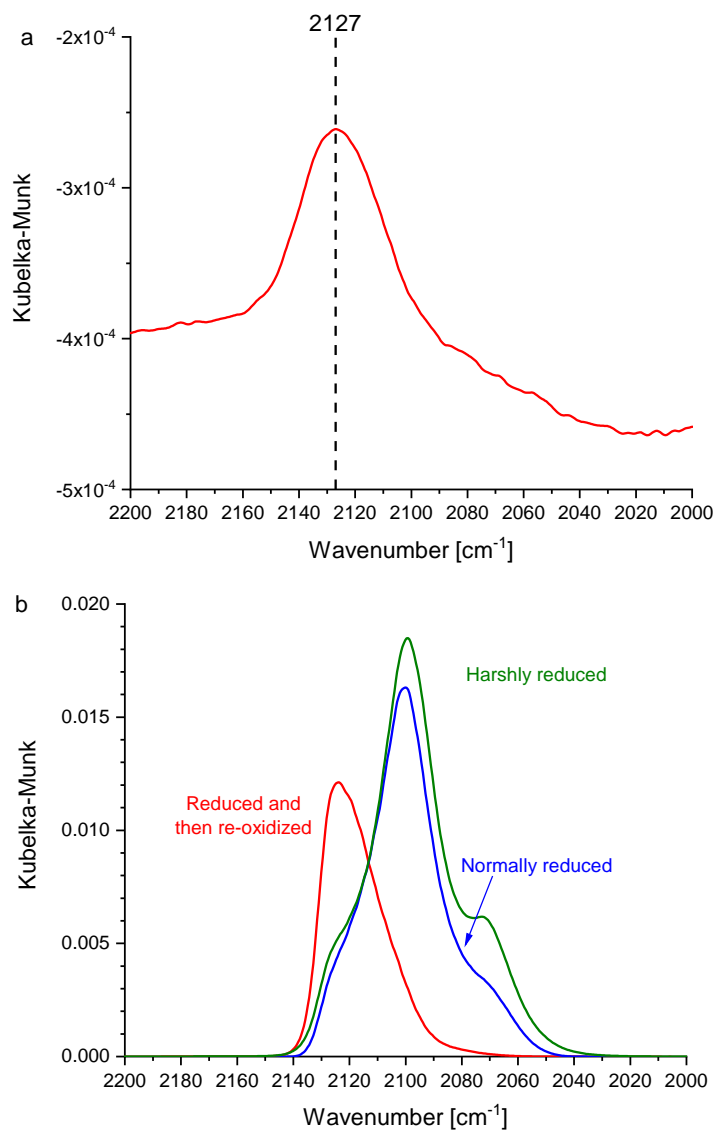 a
2127
-2x10-4
-3x10-4
-4x10-4
-5x10-4
Kubelka-Munk
2200 2180 2160 2140 2120 2100 2080 2060 2040 2020 2000
Wavenumber [cm-1]
b
0.020
0.015
0.010
0.005
0.000
Kubelka-Munk
Harshly reduced
Reduced and
then re-oxidized
Normally reduced
2200 2180 2160 2140 2120 2100 2080 2060 2040 2020 2000
Wavenumber [cm-1]